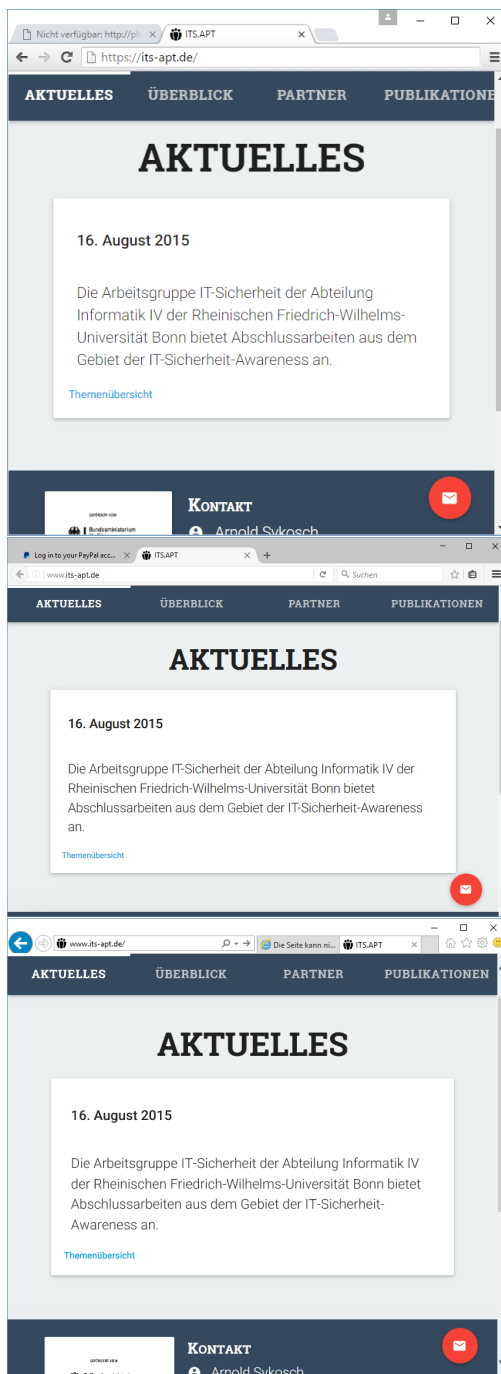 Nicht verfügbar: http://ph
ITS.APT
https://its-apt.de/
AKTUELLES ÜBERBLICK PARTNER PUBLIKATIONE
AKTUELLES
16. August 2015
Die Arbeitsgruppe IT-Sicherheit der Abteilung
Informatik IV der Rheinischen Friedrich-Wilhelms-
Universität Bonn bietet Abschlussarbeiten aus dem
Gebiet der IT-Sicherheit-Awareness an.
Themenübersicht
GEFÖRDERT VOM
Bundesministerium
KONTAKT
Arnold Sykosch
Log in to your PayPal acc...
ITS.APT
www.its-apt.de
Suchen
AKTUELLES ÜBERBLICK PARTNER PUBLIKATIONEN
AKTUELLES
16. August 2015
Die Arbeitsgruppe IT-Sicherheit der Abteilung Informatik IV der
Rheinischen Friedrich-Wilhelms-Universität Bonn bietet
Abschlussarbeiten aus dem Gebiet der IT-Sicherheit-Awareness
an.
Themenübersicht
www.its-apt.de/
Die Seite kann ni...
ITS.APT
AKTUELLES ÜBERBLICK PARTNER PUBLIKATIONEN
AKTUELLES
16. August 2015
Die Arbeitsgruppe IT-Sicherheit der Abteilung Informatik IV
der Rheinischen Friedrich-Wilhelms-Universität Bonn bietet
Abschlussarbeiten aus dem Gebiet der IT-Sicherheit-
Awareness an.
Themenübersicht
GEFÖRDERT VOM
KONTAKT
Arnold Sykosch